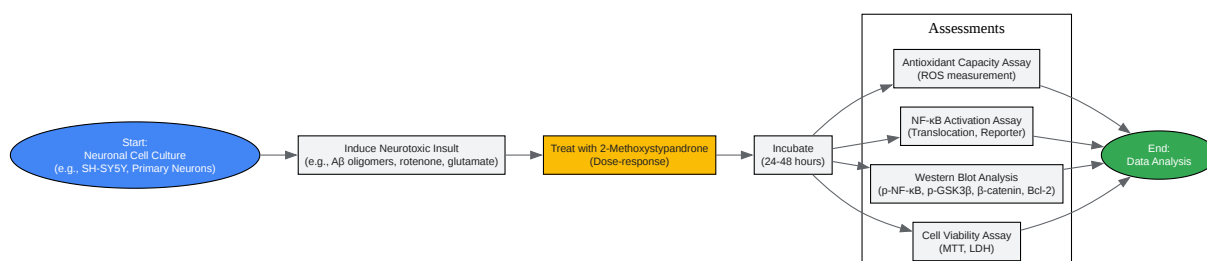 Start:
Neuronal Cell Culture
(e.g., SH-SY5Y, Primary Neurons)
Induce Neurotoxic Insult
(e.g., Aβ oligomers, rotenone, glutamate)
Treat with 2-Methoxystypandrone
(Dose-response)
Incubate
(24-48 hours)
Assessments
Antioxidant Capacity Assay
(ROS measurement)
NF-κB Activation Assay
(Translocation, Reporter)
Western Blot Analysis
(p-NF-κB, p-GSK3β, β-catenin, Bcl-2)
Cell Viability Assay
(MTT, LDH)
End:
Data Analysis